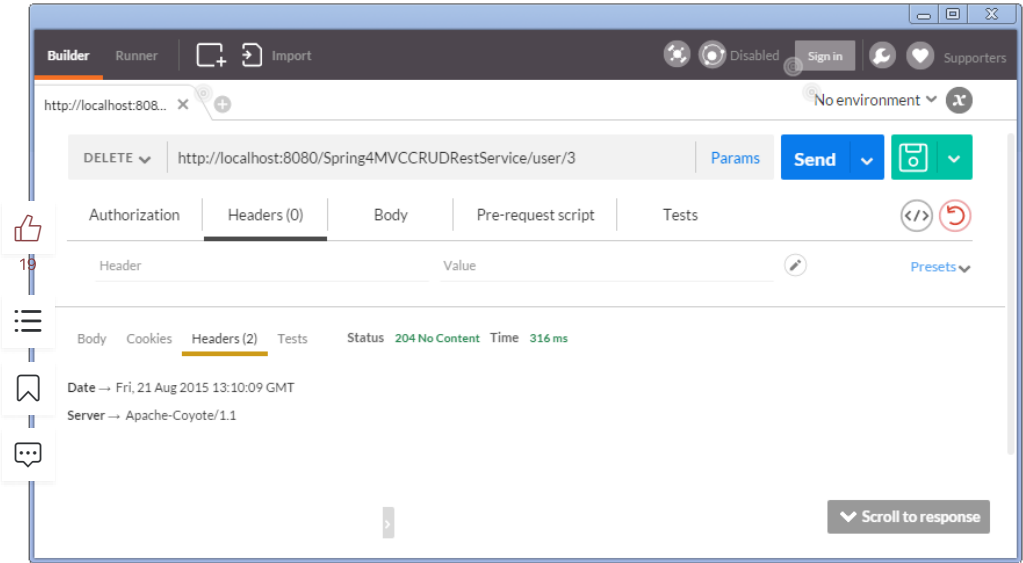 Builder Runner Import Disabled Sign in Supporters
http://localhost:808... No environment
DELETE http://localhost:8080/Spring4MVCCRUDRestService/user/3 Params Send
Authorization Headers (0) Body Pre-request script Tests
19
Header Value Presets
Body Cookies Headers (2) Tests Status 204 No Content Time 316 ms
Date → Fri, 21 Aug 2015 13:10:09 GMT
Server → Apache-Coyote/1.1
Scroll to response